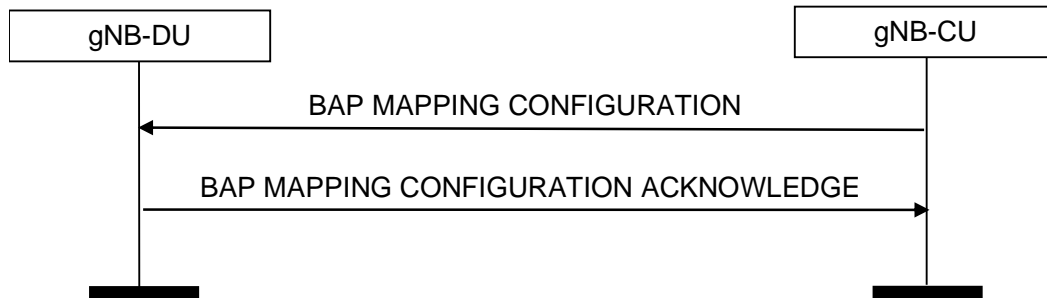 gNB-DU
gNB-CU
BAP MAPPING CONFIGURATION
BAP MAPPING CONFIGURATION ACKNOWLEDGE